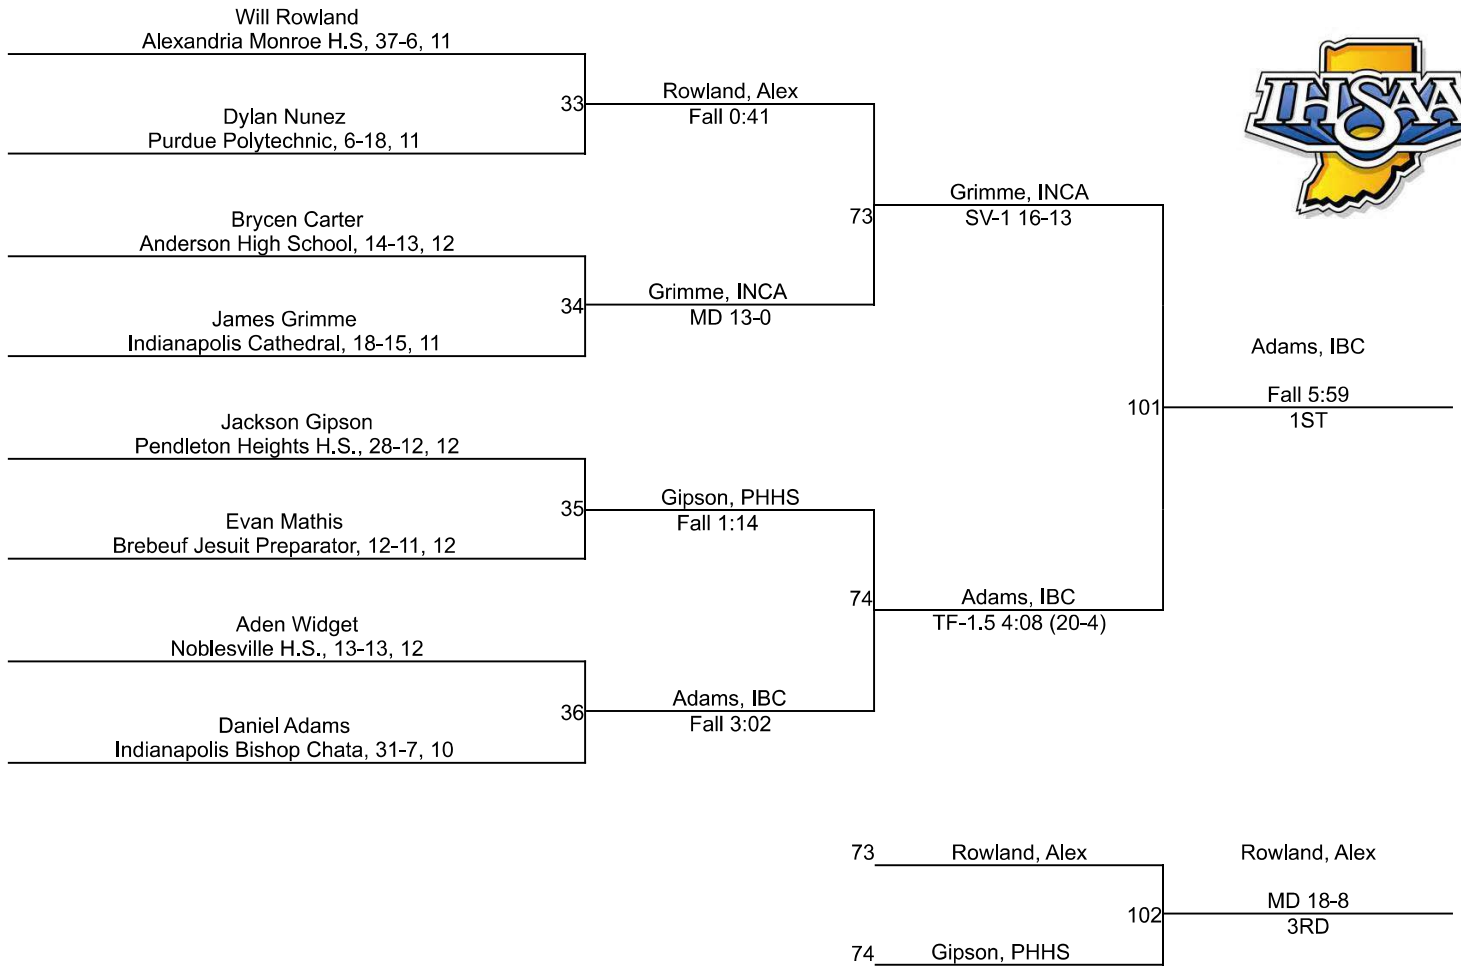 Will Rowland
Alexandria Monroe H.S, 37-6, 11
33
Dylan Nunez
Purdue Polytechnic, 6-18, 11
Rowland, Alex
Fall 0:41
IHSAA
Brycen Carter
Anderson High School, 14-13, 12
34
James Grimme
Indianapolis Cathedral, 18-15, 11
Grimme, INCA
MD 13-0
73
Grimme, INCA
SV-1 16-13
Jackson Gipson
Pendleton Heights H.S., 28-12, 12
35
Evan Mathis
Brebeuf Jesuit Preparator, 12-11, 12
Gipson, PHHS
Fall 1:14
Aden Widget
Noblesville H.S., 13-13, 12
36
Daniel Adams
Indianapolis Bishop Chata, 31-7, 10
Adams, IBC
Fall 3:02
74
Adams, IBC
TF-1.5 4:08 (20-4)
101
Adams, IBC
Fall 5:59
1ST
73
Rowland, Alex
102
74
Gipson, PHHS
Rowland, Alex
MD 18-8
3RD